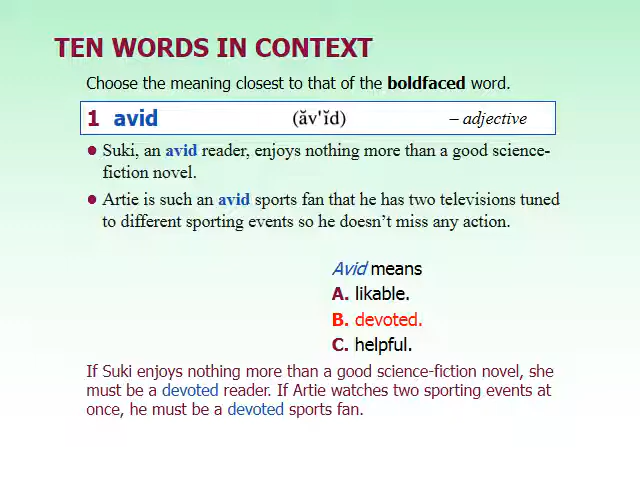 TEN WORDS IN CONTEXT
Choose the meaning closest to that of the boldfaced word.
1 avid (ăv'ĭd) – adjective
● Suki, an avid reader, enjoys nothing more than a good science-
fiction novel.
● Artie is such an avid sports fan that he has two televisions tuned
to different sporting events so he doesn’t miss any action.
Avid means
A. likable.
B. devoted.
C. helpful.
If Suki enjoys nothing more than a good science-fiction novel, she
must be a devoted reader. If Artie watches two sporting events at
once, he must be a devoted sports fan.